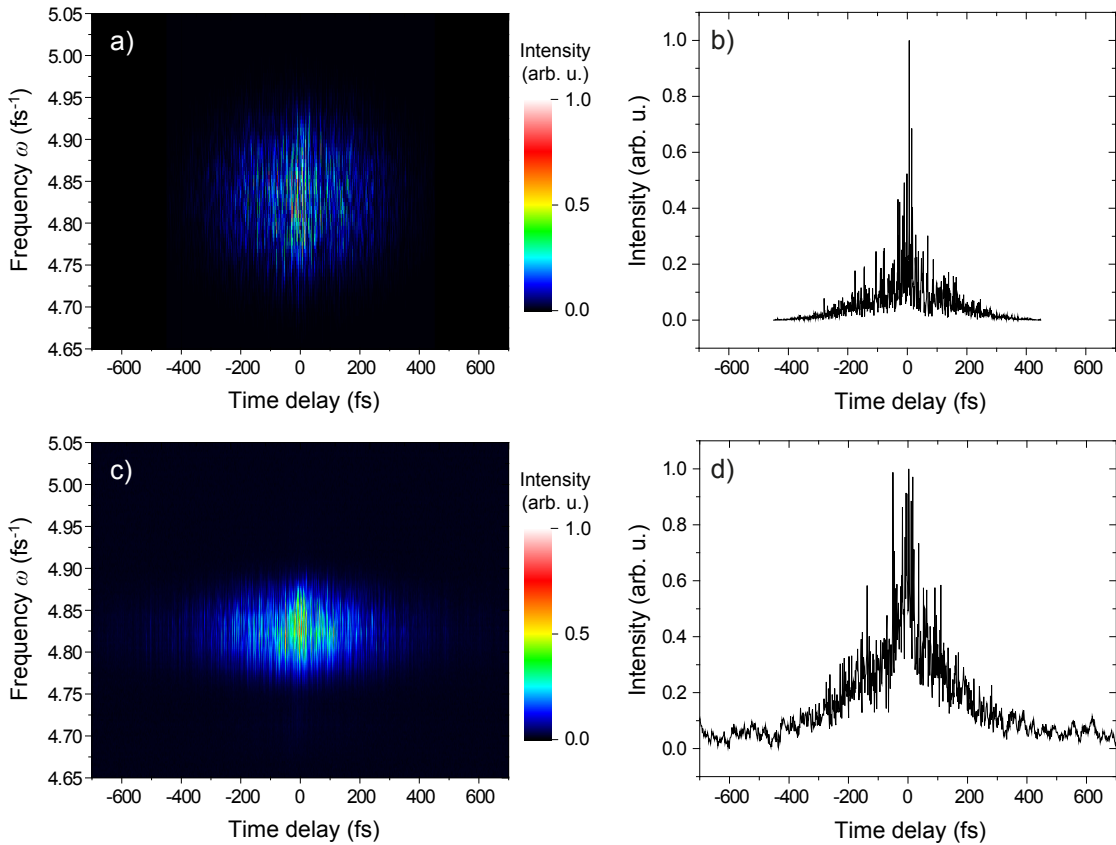 a)
Frequency ω (fs⁻¹)
5.05
5.00
4.95
4.90
4.85
4.80
4.75
4.70
4.65
-600 -400 -200 0 200 400 600
Time delay (fs)
Intensity
(arb. u.)
1.0
0.5
0.0
b)
Intensity (arb. u.)
1.0
0.8
0.6
0.4
0.2
0.0
-600 -400 -200 0 200 400 600
Time delay (fs)
c)
Frequency ω (fs⁻¹)
5.05
5.00
4.95
4.90
4.85
4.80
4.75
4.70
4.65
-600 -400 -200 0 200 400 600
Time delay (fs)
Intensity
(arb. u.)
1.0
0.5
0.0
d)
Intensity (arb. u.)
1.0
0.8
0.6
0.4
0.2
0.0
-600 -400 -200 0 200 400 600
Time delay (fs)